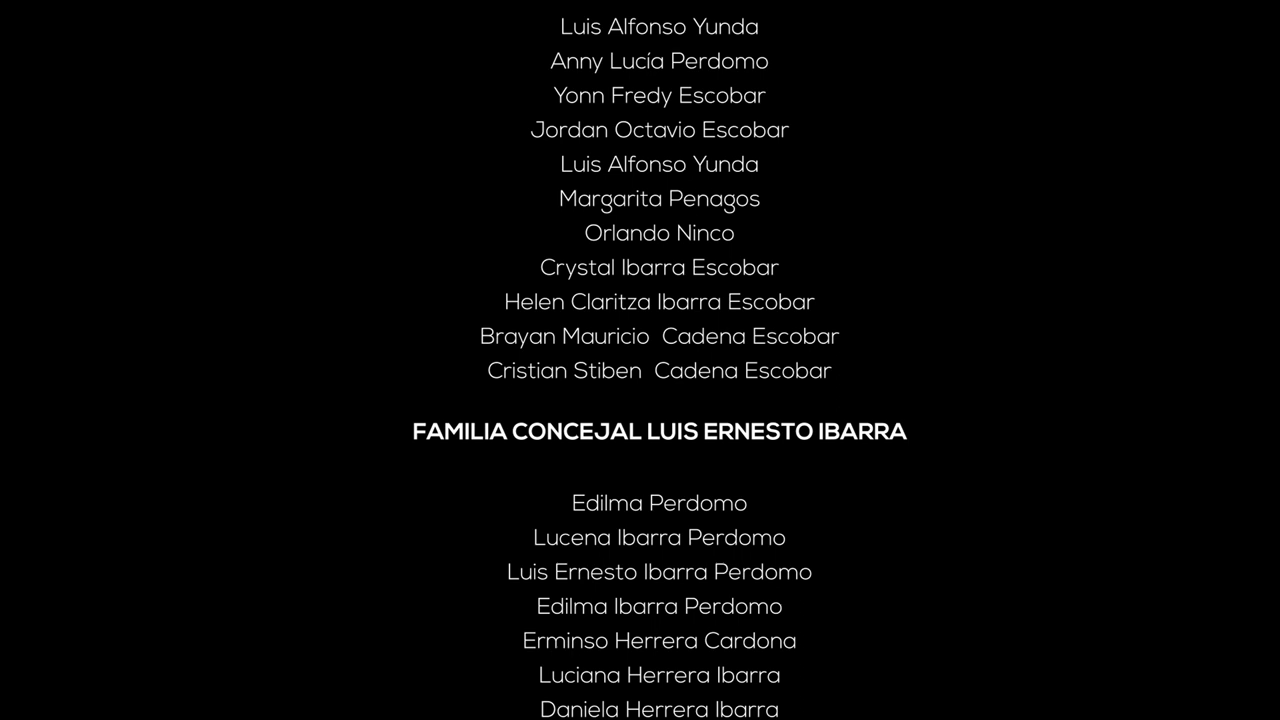 Luis Alfonso Yunda
Anny Lucía Perdomo
Yonn Fredy Escobar
Jordan Octavio Escobar
Luis Alfonso Yunda
Margarita Penagos
Orlando Ninco
Crystal Ibarra Escobar
Helen Claritza Ibarra Escobar
Brayan Mauricio  Cadena Escobar
Cristian Stiben  Cadena Escobar
FAMILIA CONCEJAL LUIS ERNESTO IBARRA
Edilma Perdomo
Lucena Ibarra Perdomo
Luis Ernesto Ibarra Perdomo
Edilma Ibarra Perdomo
Erminso Herrera Cardona
Luciana Herrera Ibarra
Daniela Herrera Ibarra